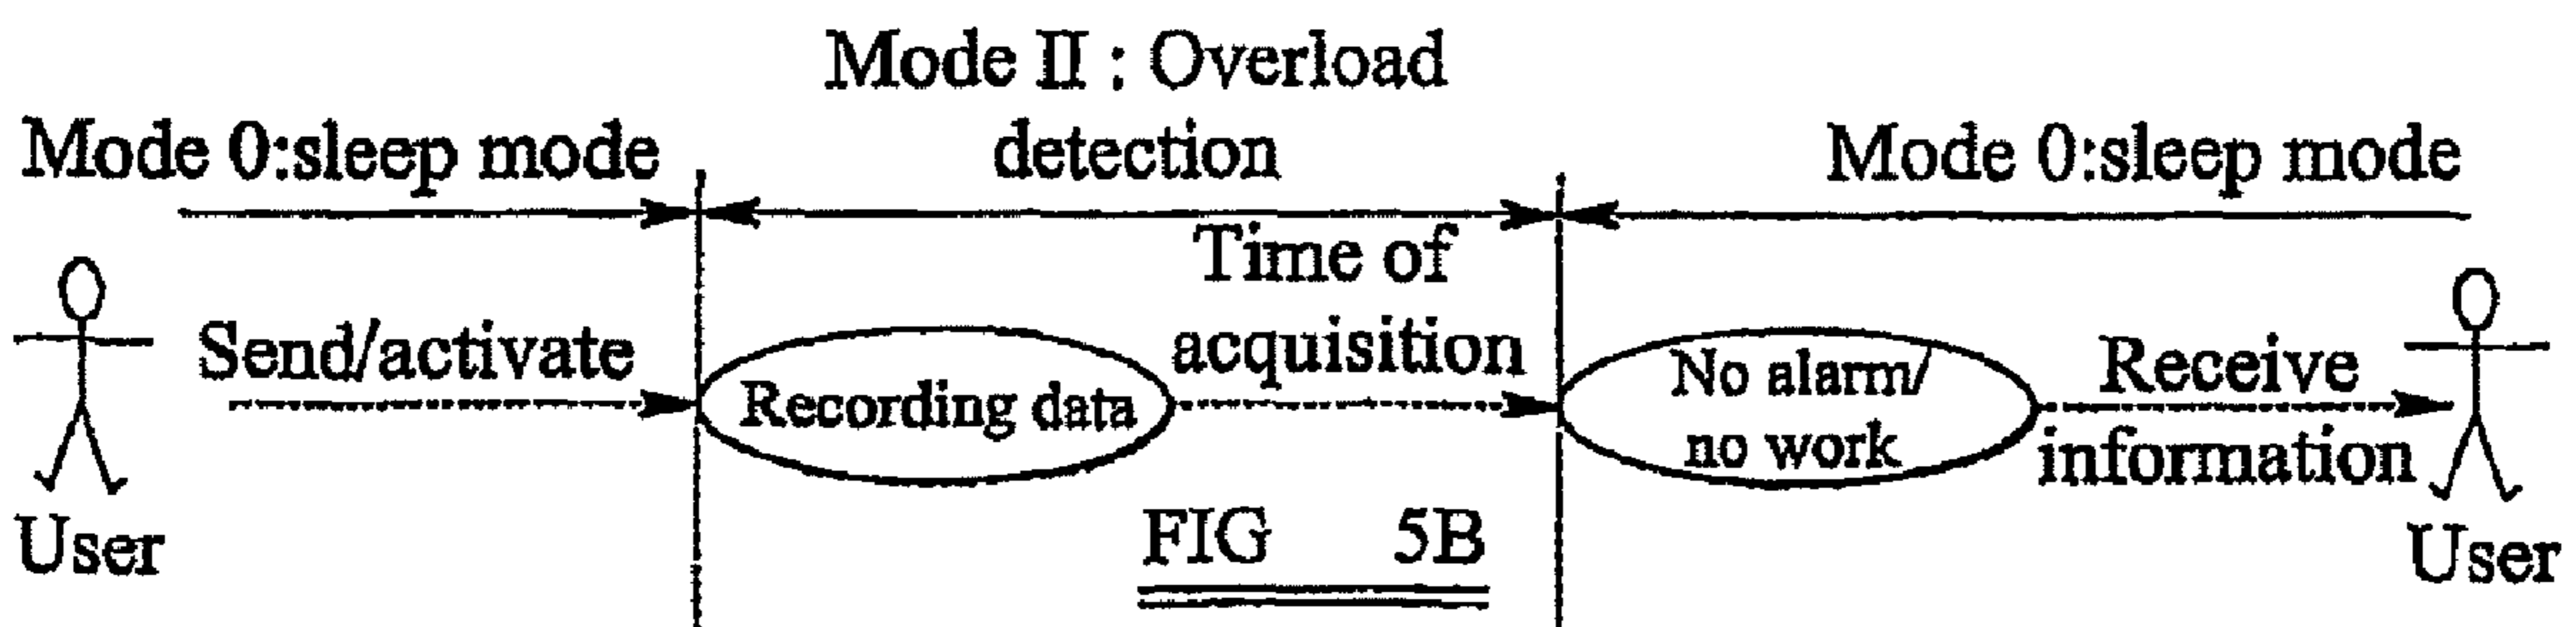 Mode II : Overload
detection
Mode 0:sleep mode
Mode 0:sleep mode
Time of
acquisition
Send/activate
Recording data
No alarm/
no work
Receive
information
User
User
FIG 5B